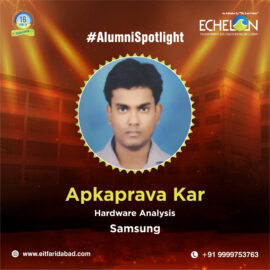 ECHELON
#AlumniSpotlight
Apkaprava Kar
Hardware Analysis
Samsung
www.eitfaridabad.com
+91 9999753763